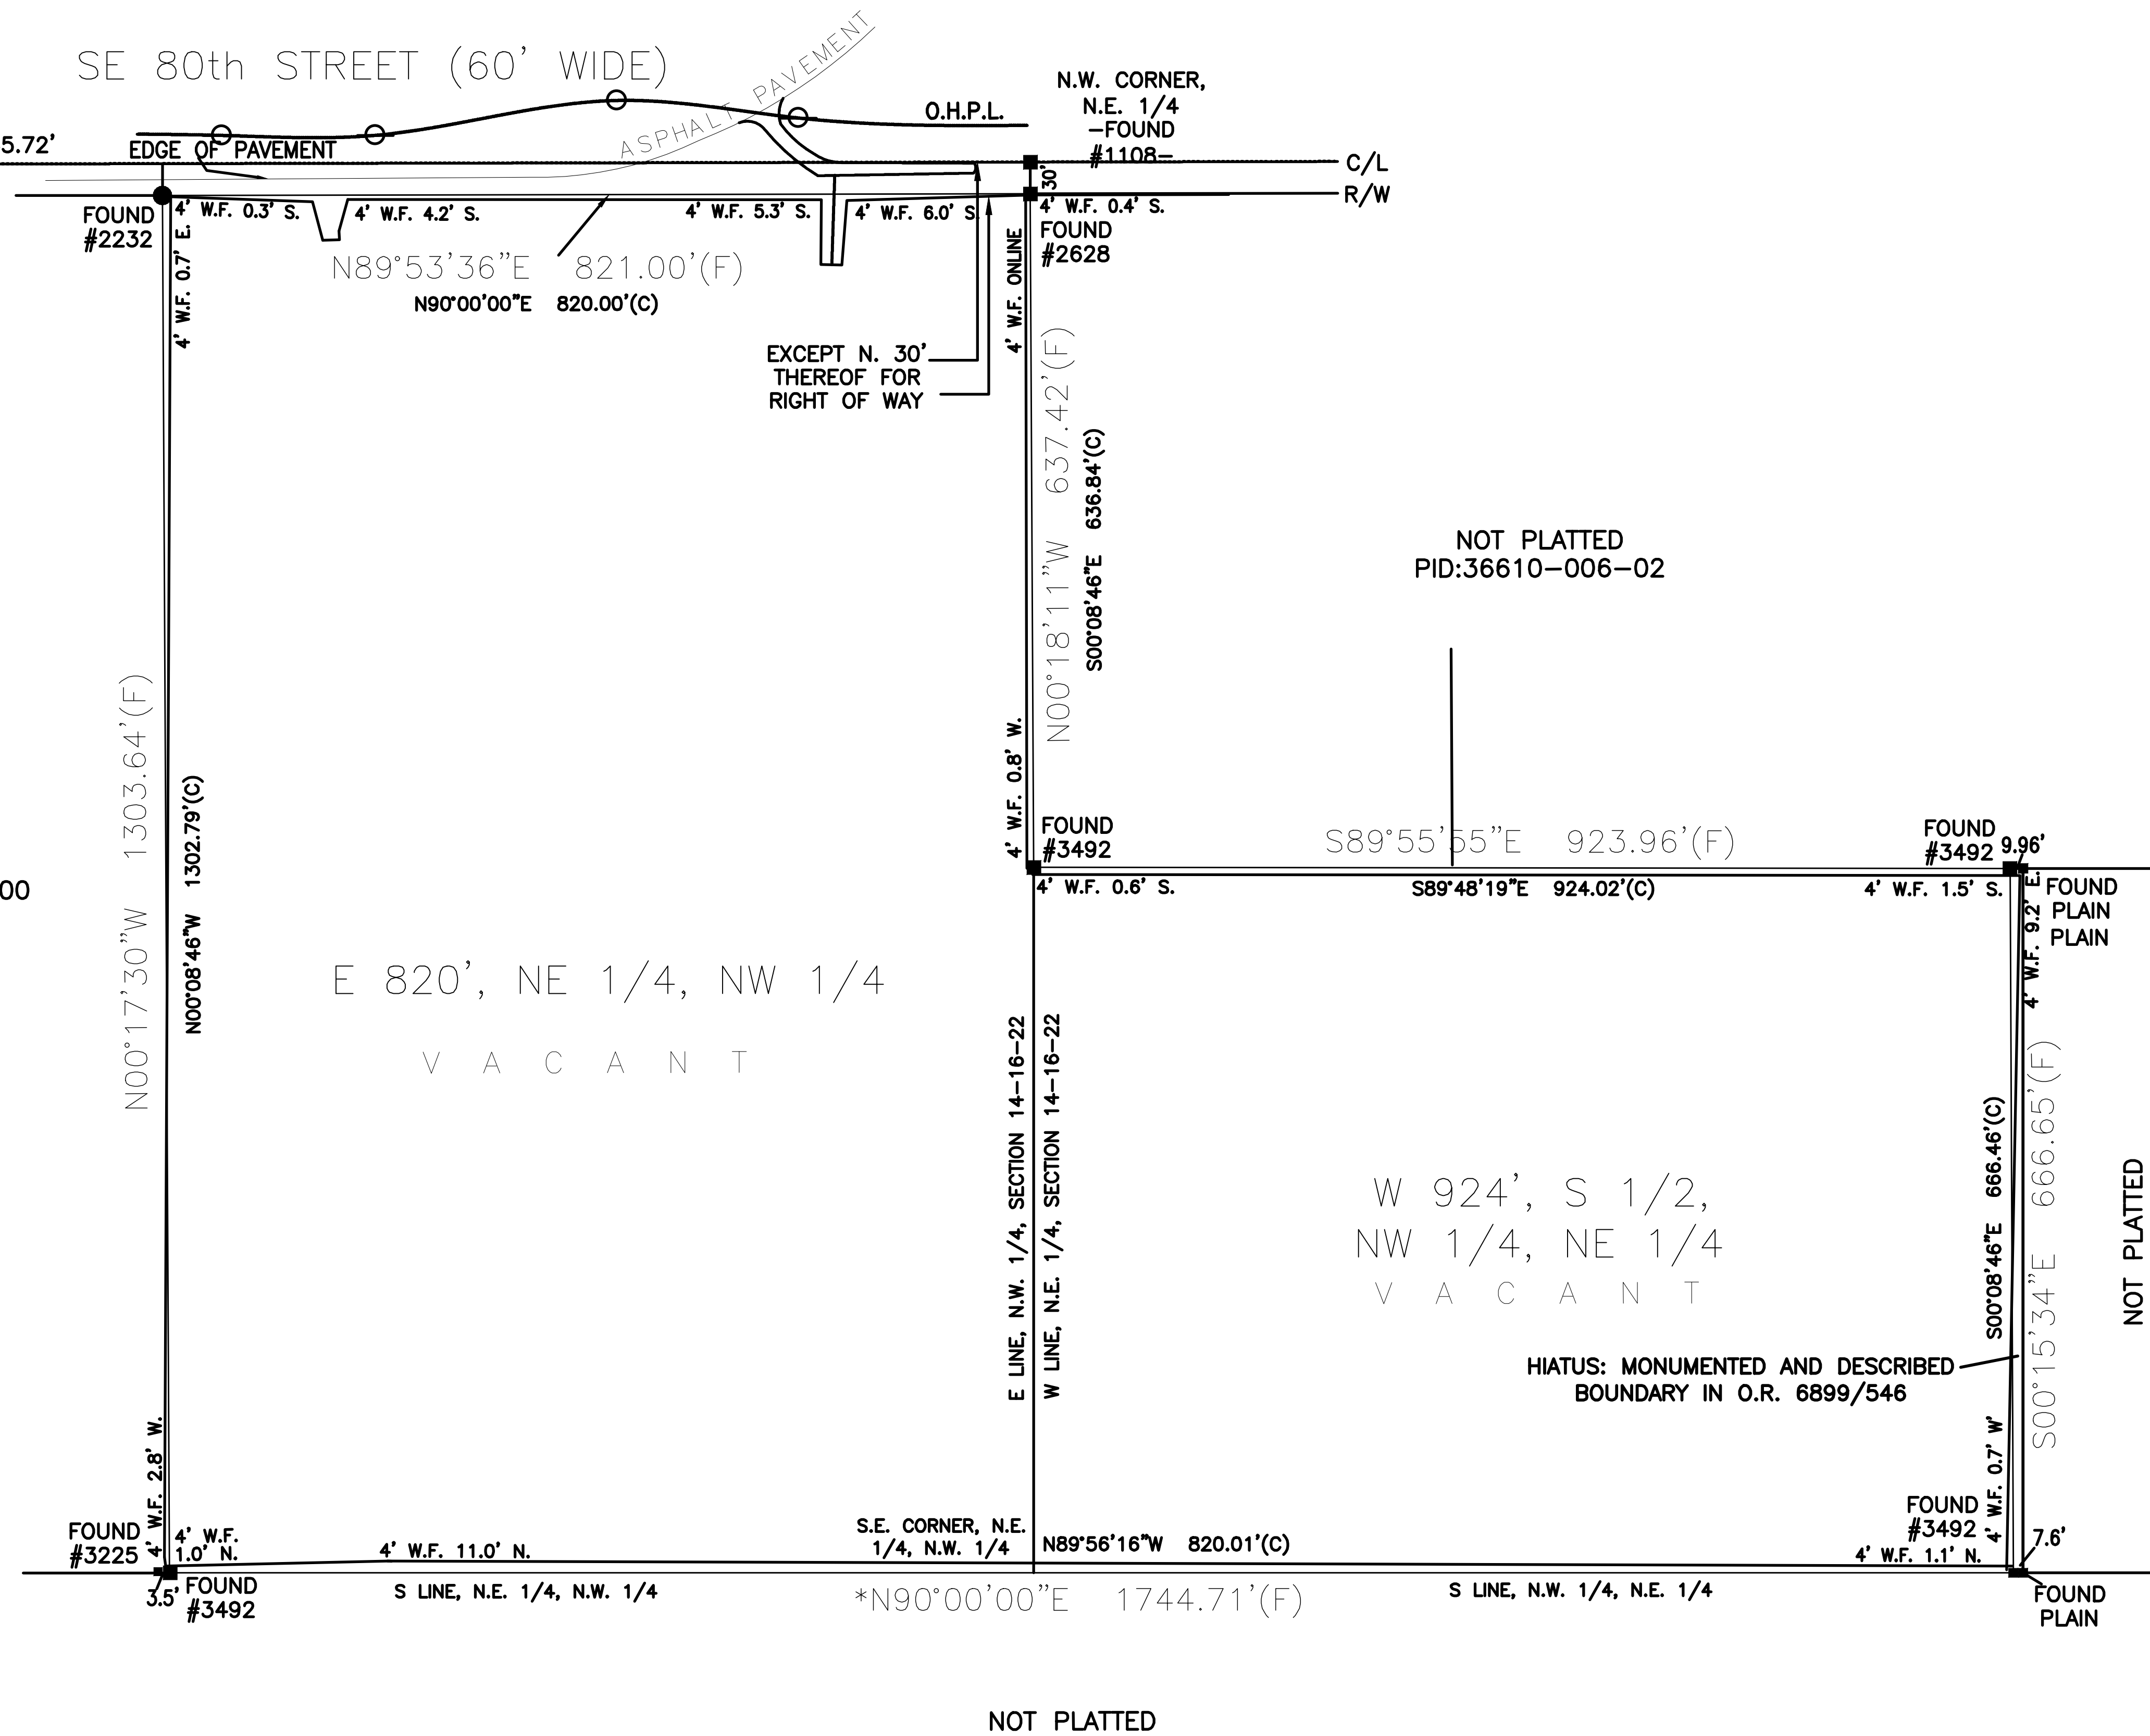 SE 80th STREET (60' WIDE)
ASPHALT PAVEMENT
N.W. CORNER,
N.E. 1/4
-FOUND
#1108-
O.H.P.L.
5.72'
EDGE OF PAVEMENT
C/L
30'
R/W
FOUND
#2232
4' W.F. 0.3' S.
4' W.F. 4.2' S.
4' W.F. 5.3' S.
4' W.F. 6.0' S.
4' W.F. 0.4' S.
FOUND
#2628
4' W.F. 0.7' E.
4' W.F. ONLINE
N89°53'36"E 821.00'(F)
N90°00'00"E 820.00'(C)
EXCEPT N. 30'
THEREOF FOR
RIGHT OF WAY
N00°18'11"W 637.42'(F)
S00°08'46"E 636.84'(C)
NOT PLATTED
PID:36610-006-02
N00°17'30"W 1303.64'(F)
N00°08'46"W 1302.79'(C)
4' W.F. 0.8' W.
FOUND
#3492
S89°55'55"E 923.96'(F)
FOUND
#3492
9.96'
4' W.F. 0.6' S.
S89°48'19"E 924.02'(C)
4' W.F. 1.5' S.
4' W.F. 9.2' E.
FOUND
PLAIN
PLAIN
00
E 820', NE 1/4, NW 1/4
V A C A N T
E LINE, N.W. 1/4, SECTION 14-16-22
W LINE, N.E. 1/4, SECTION 14-16-22
W 924', S 1/2,
NW 1/4, NE 1/4
V A C A N T
S00°08'46"E 666.46'(C)
S00°15'34"E 666.65'(F)
NOT PLATTED
HIATUS: MONUMENTED AND DESCRIBED
BOUNDARY IN O.R. 6899/546
4' W.F. 2.8' W.
4' W.F. 0.7' W'
FOUND
#3225
4' W.F.
1.0' N.
4' W.F. 11.0' N.
S.E. CORNER, N.E.
1/4, N.W. 1/4
N89°56'16"W 820.01'(C)
FOUND
#3492
4' W.F. 1.1' N.
7.6'
3.5'
FOUND
#3492
S LINE, N.E. 1/4, N.W. 1/4
*N90°00'00"E 1744.71'(F)
S LINE, N.W. 1/4, N.E. 1/4
FOUND
PLAIN
NOT PLATTED